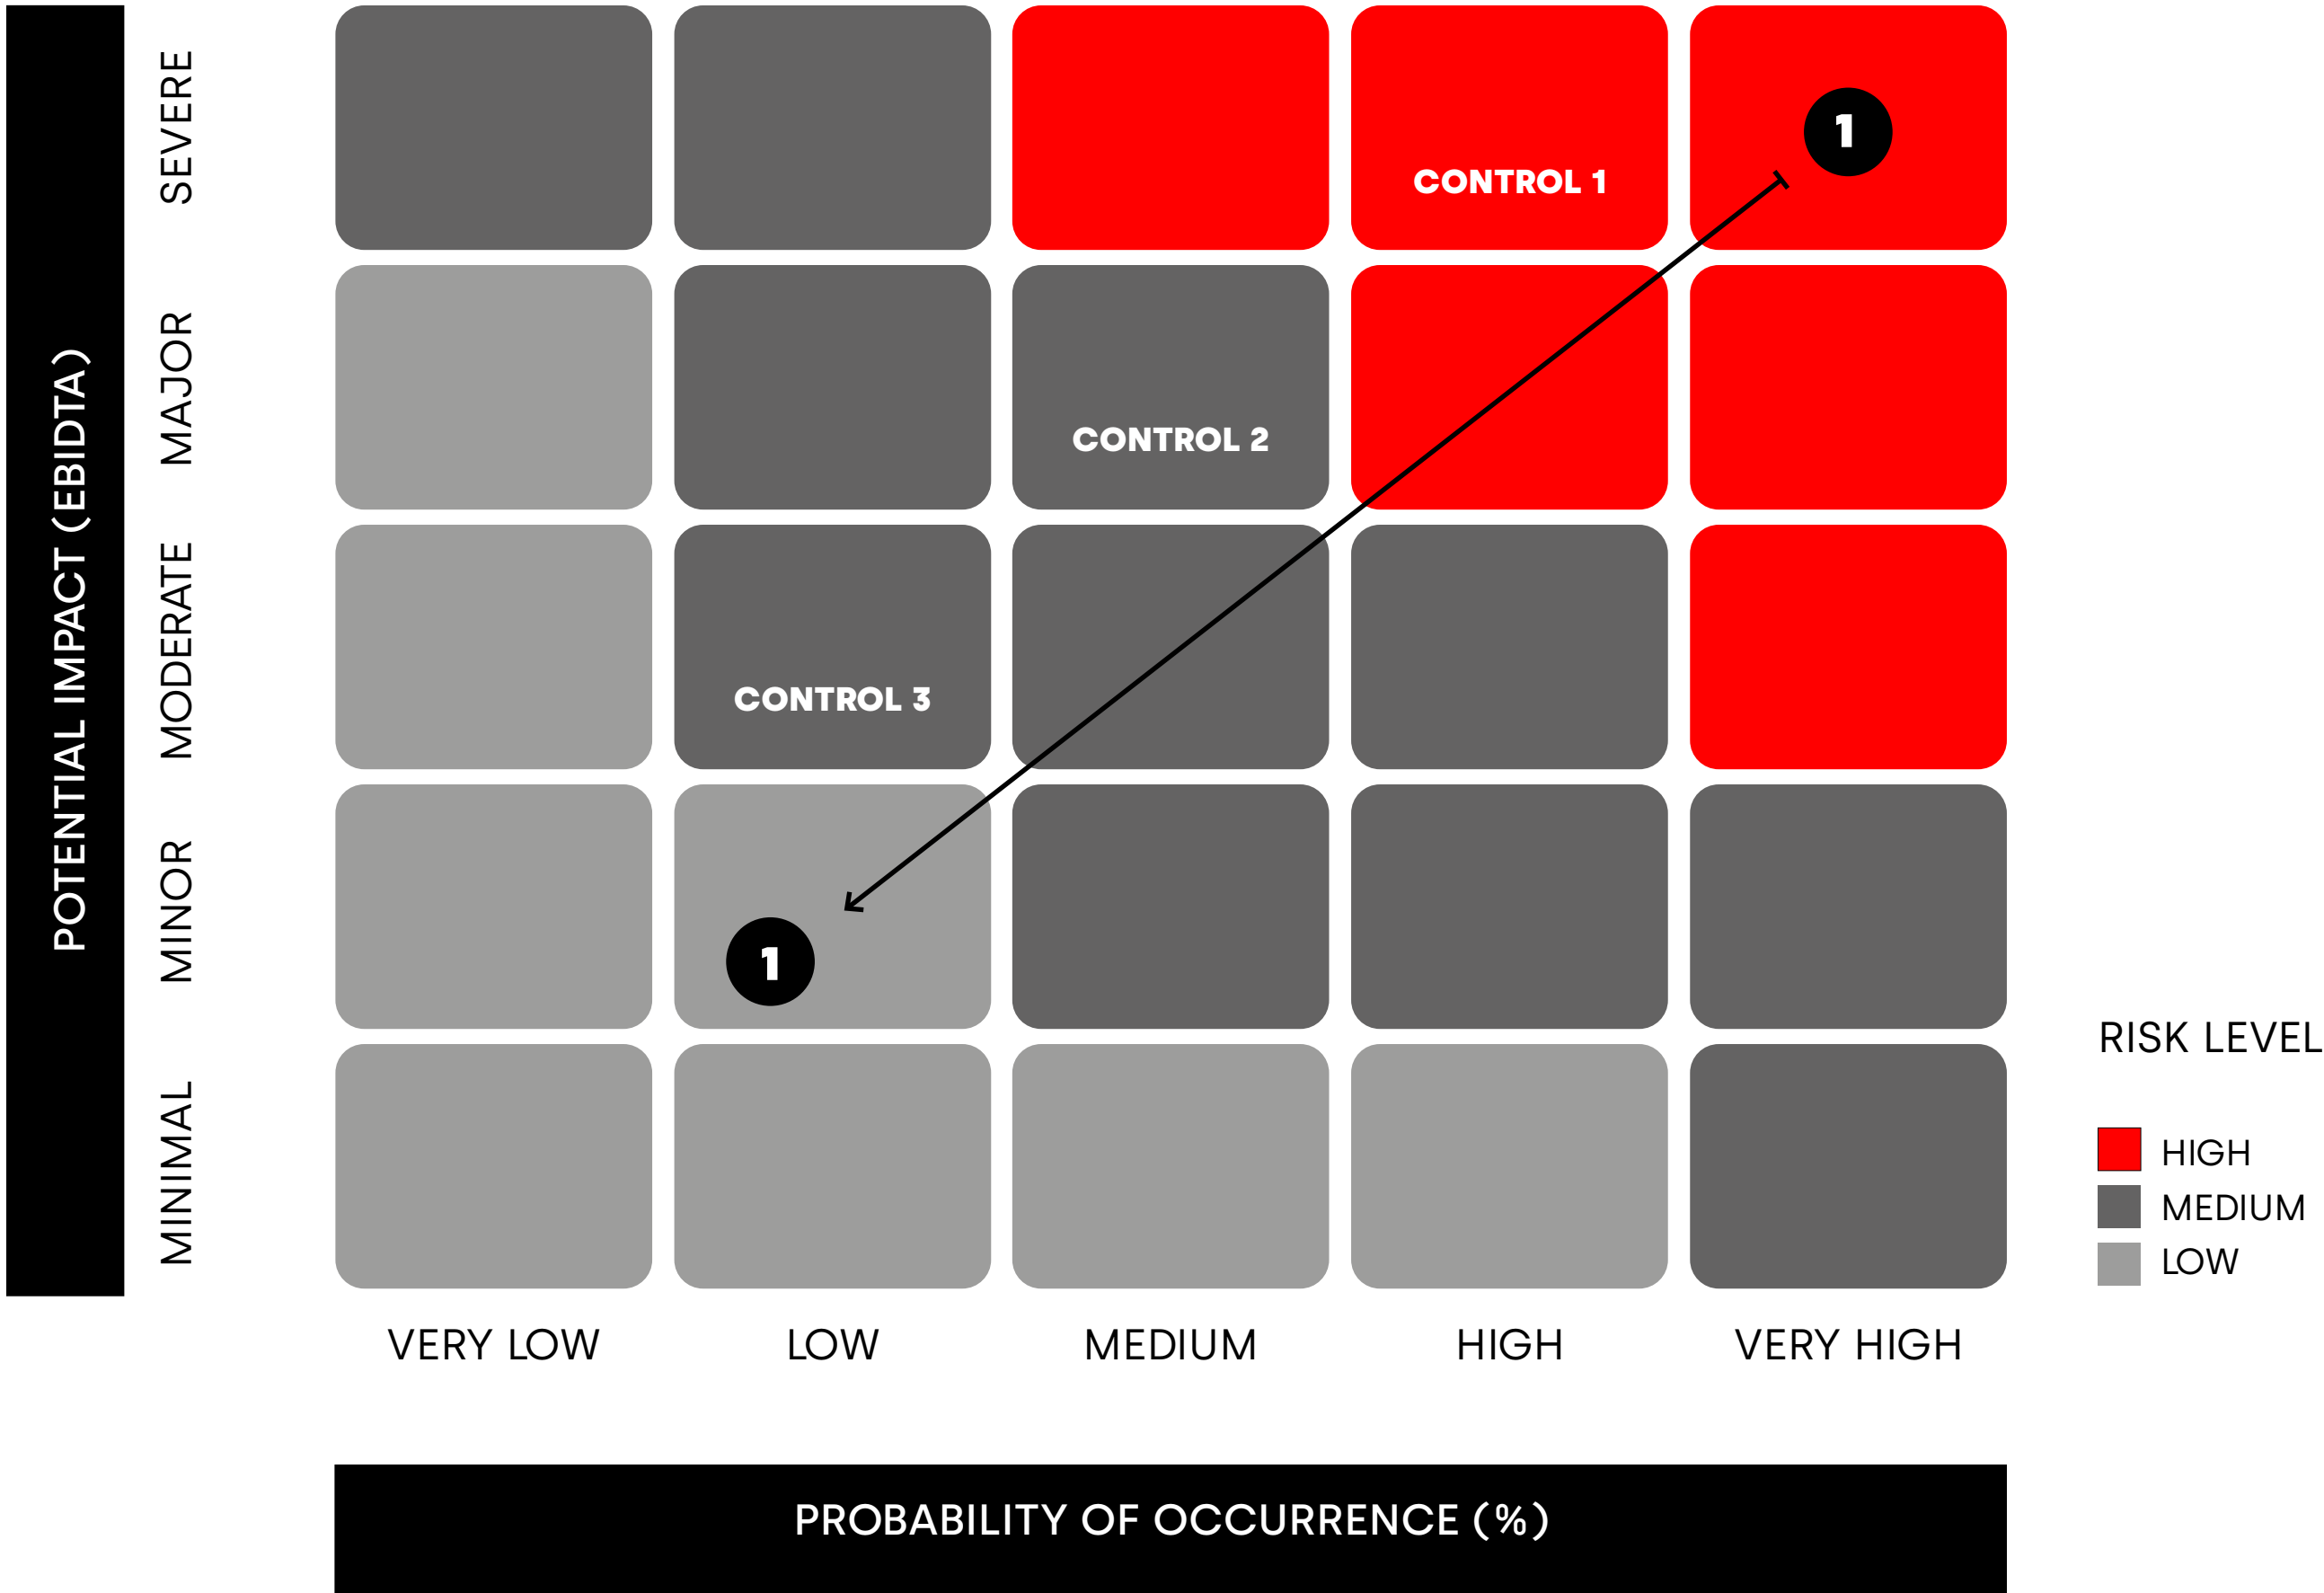 POTENTIAL IMPACT (EBIDTA)
SEVERE
1
CONTROL 1
MAJOR
CONTROL 2
MODERATE
CONTROL 3
MINOR
1
MINIMAL
RISK LEVEL
HIGH
MEDIUM
LOW
VERY LOW
LOW
MEDIUM
HIGH
VERY HIGH
PROBABILITY OF OCCURRENCE (%)